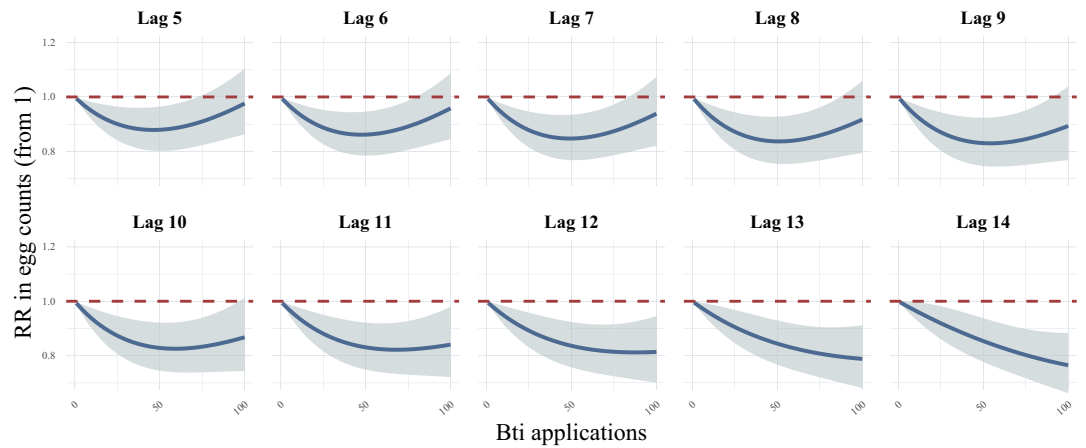 Lag 5 Lag 6 Lag 7 Lag 8 Lag 9
1.2
1.0
0.8
Lag 10 Lag 11 Lag 12 Lag 13 Lag 14
1.2
1.0
0.8
0 50 100 0 50 100 0 50 100 0 50 100 0 50 100
Bti applications
RR in egg counts (from 1)